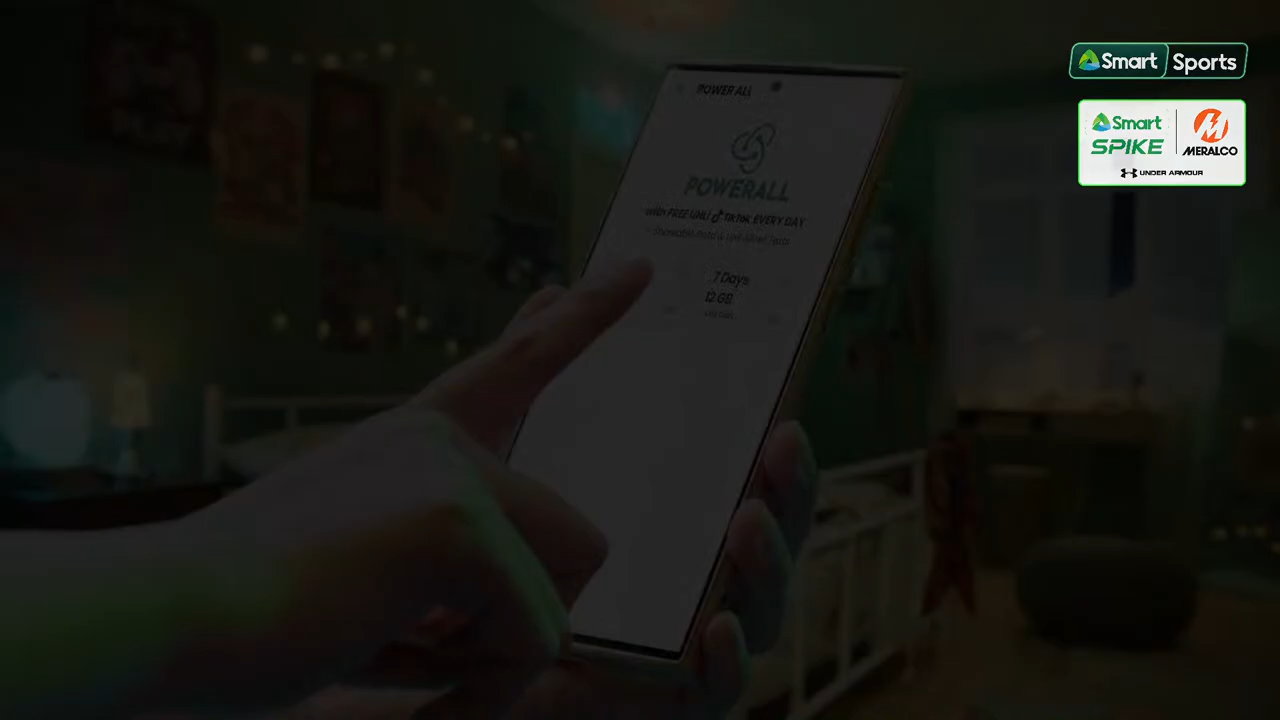 Smart Sports
Smart
SPIKE
MERALCO
UNDER ARMOUR
POWER ALL
POWERALL
with FREE UNLI TikTok EVERY DAY
7 Days
12 GB